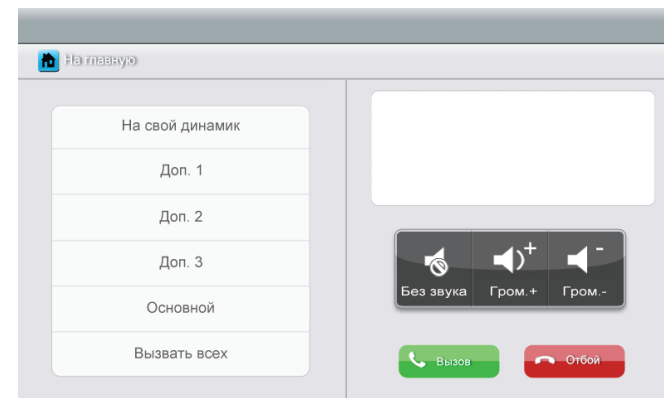 На главную
На свой динамик
Доп. 1
Доп. 2
Доп. 3
Основной
Вызвать всех
Без звука
Гром.+
Гром.-
Вызов
Отбой